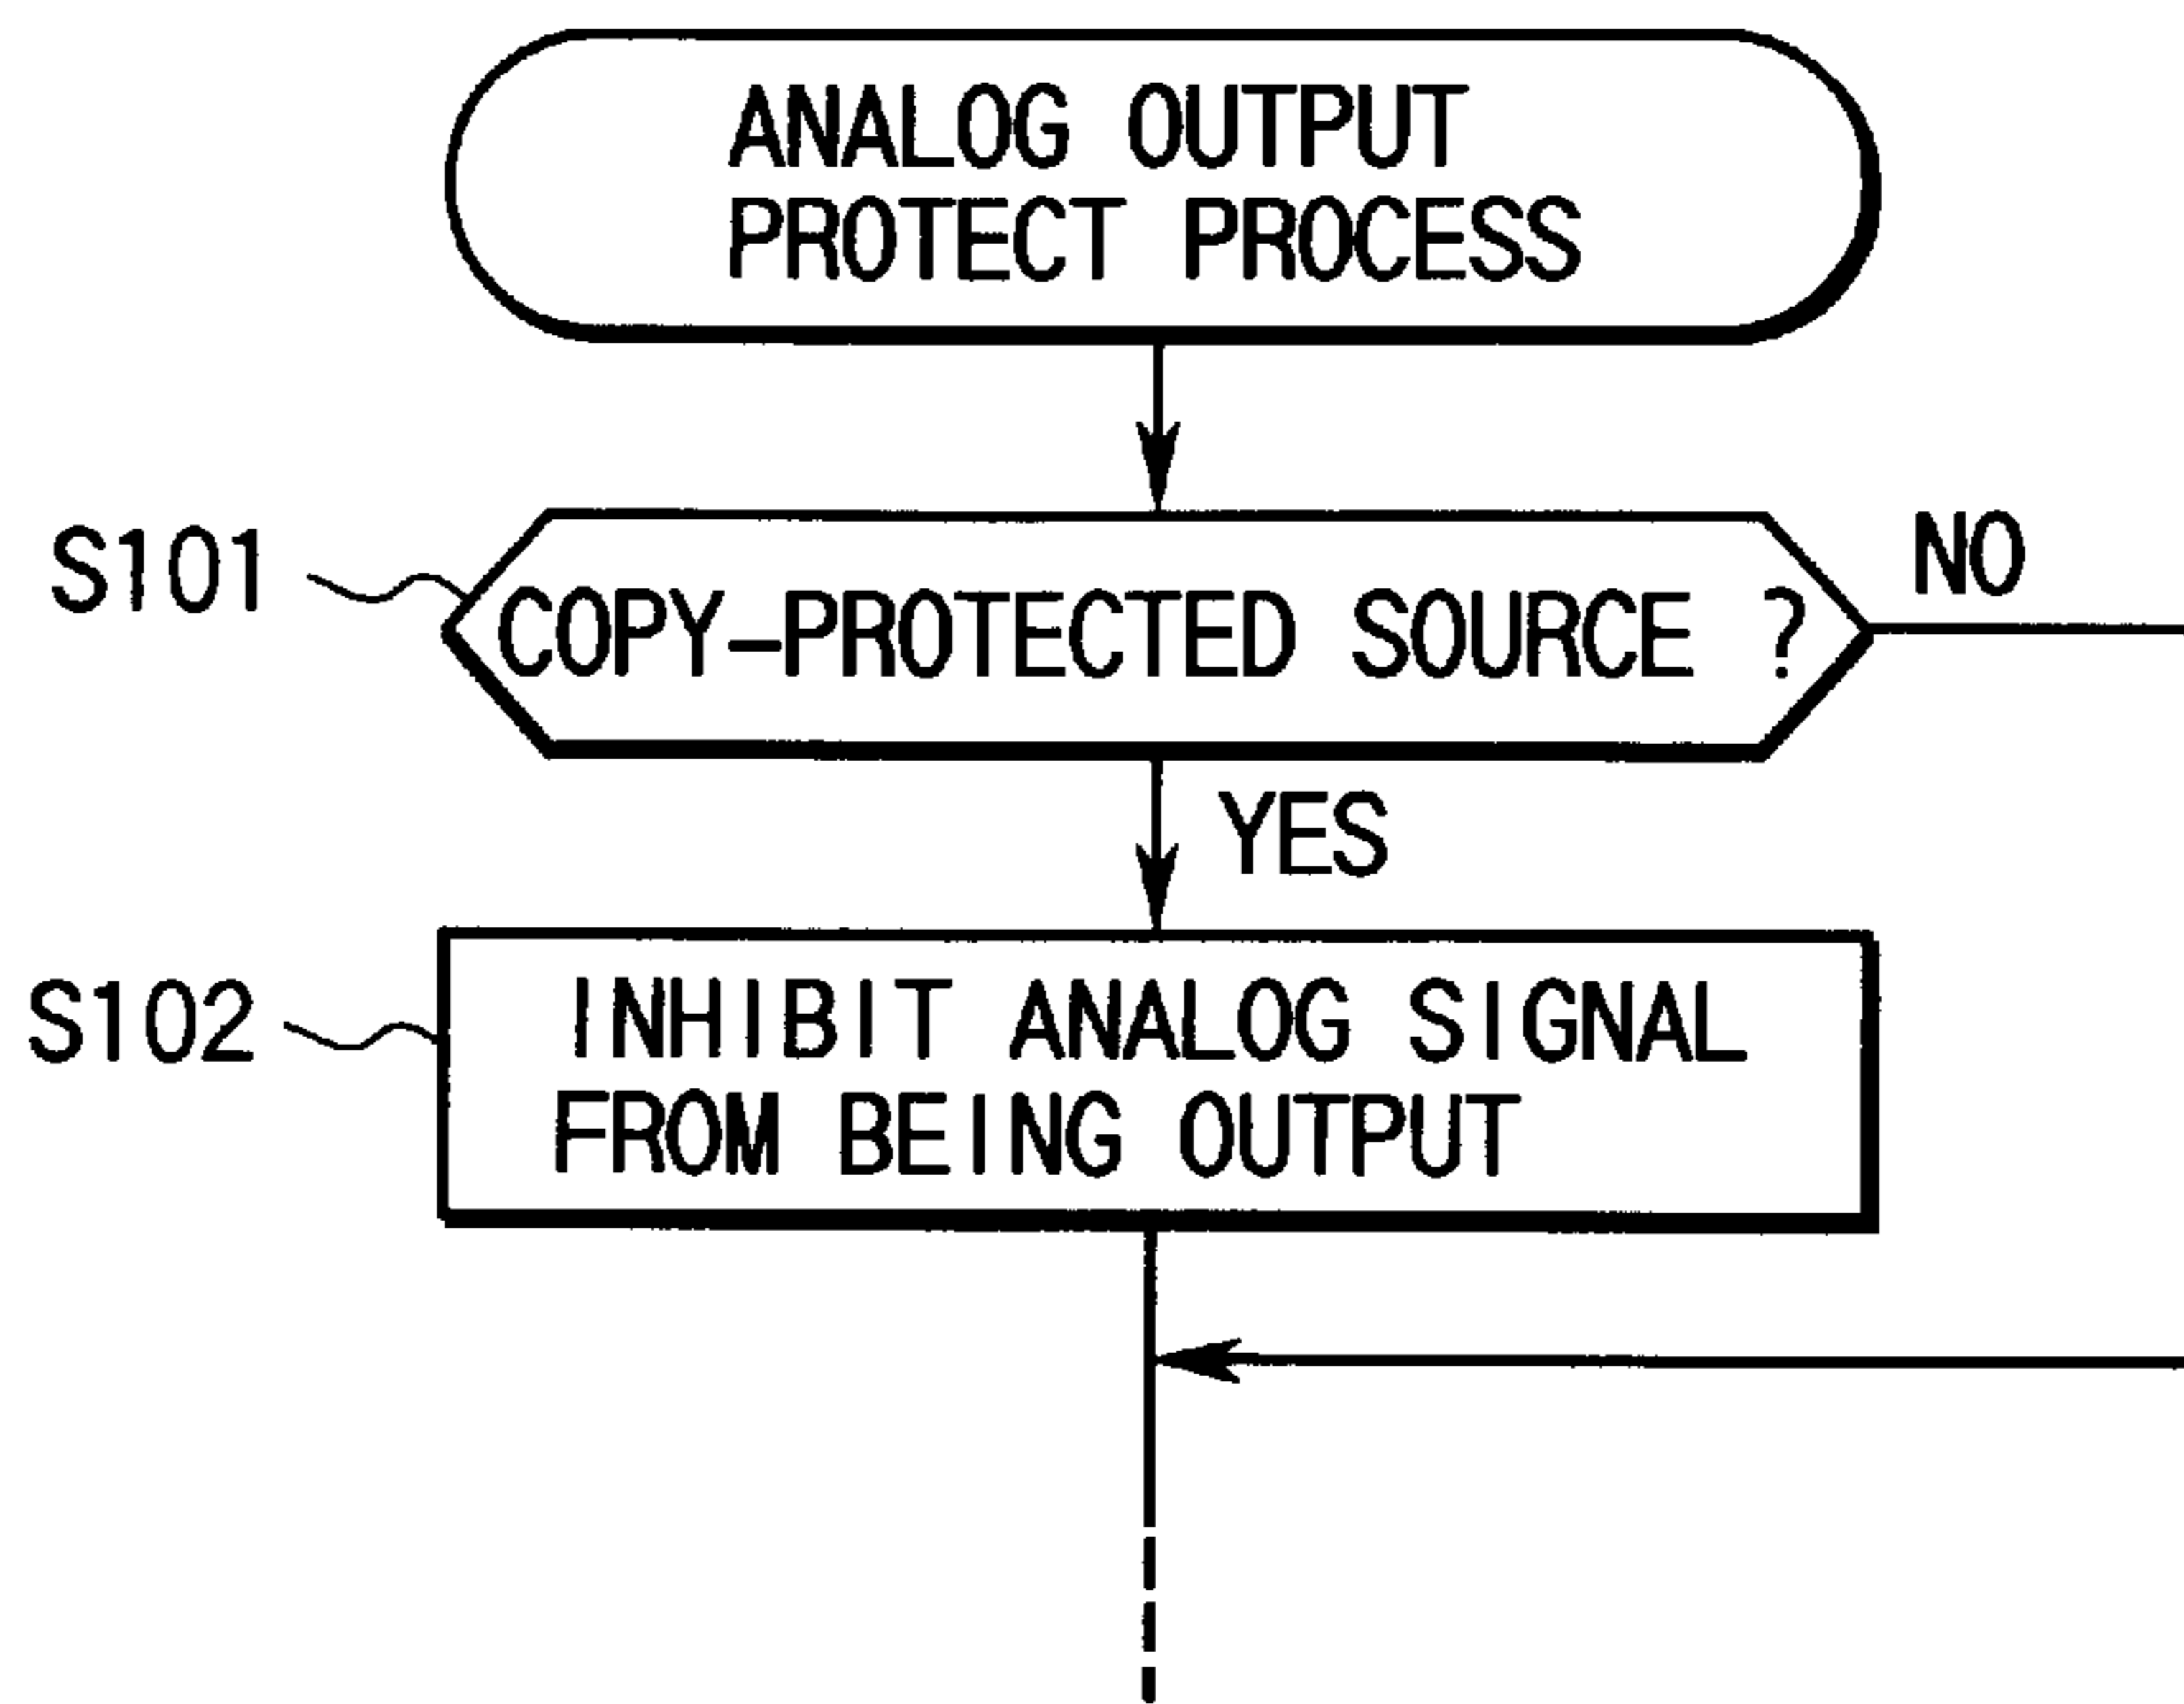 ANALOG OUTPUT
PROTECT PROCESS
S101
COPY-PROTECTED SOURCE ?
NO
YES
S102
INHIBIT ANALOG SIGNAL
FROM BEING OUTPUT